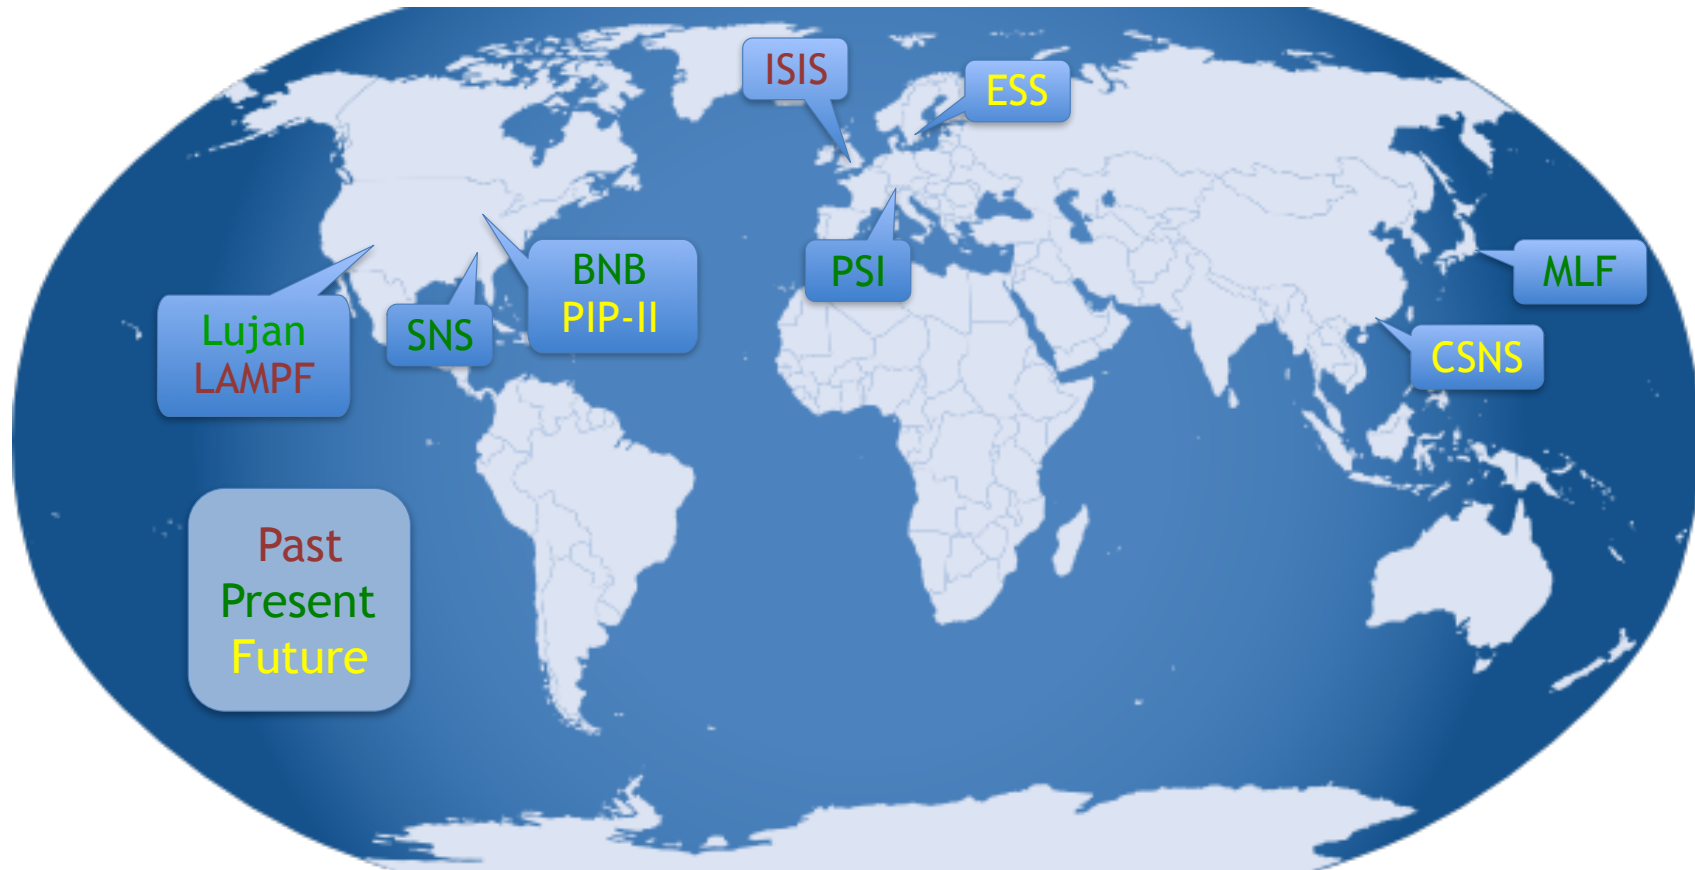 ISIS
ESS
BNB
PIP-II
PSI
MLF
Lujan
LAMPF
SNS
CSNS
Past
Present
Future